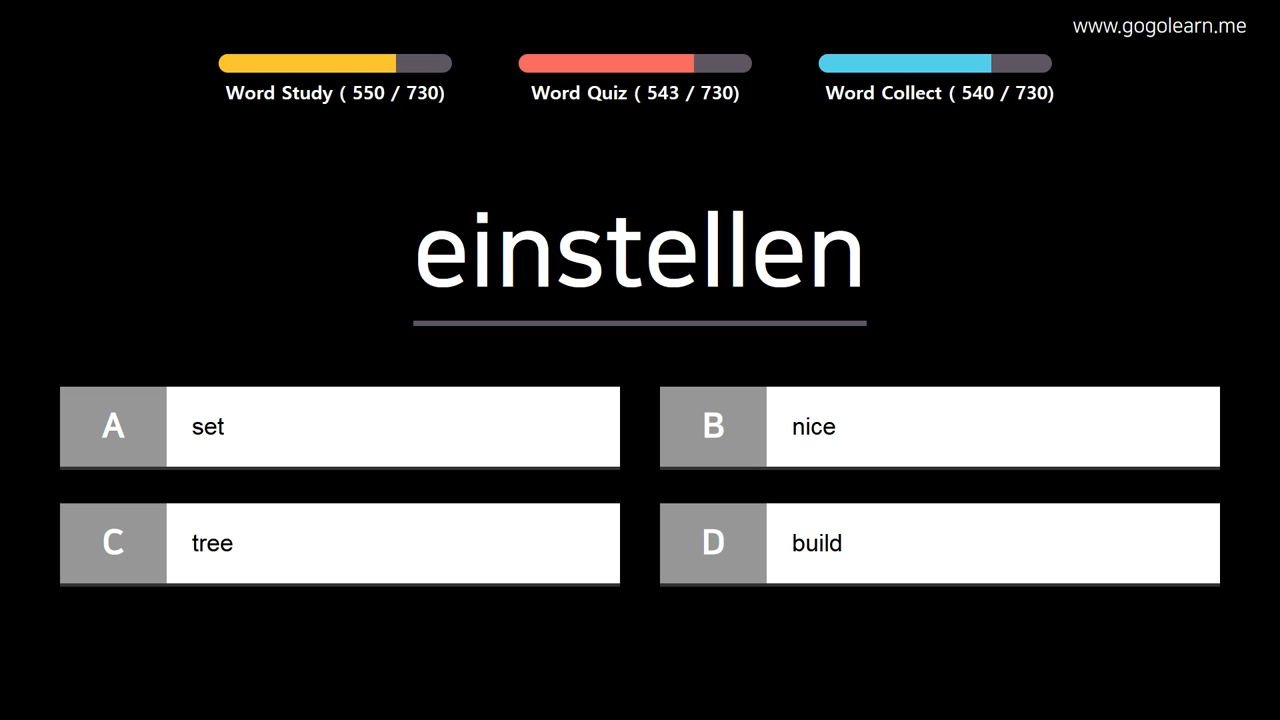 www.gogolearn.me
Word Study ( 550 / 730)
Word Quiz ( 543 / 730)
Word Collect ( 540 / 730)
einstellen
A set
B nice
C tree
D build